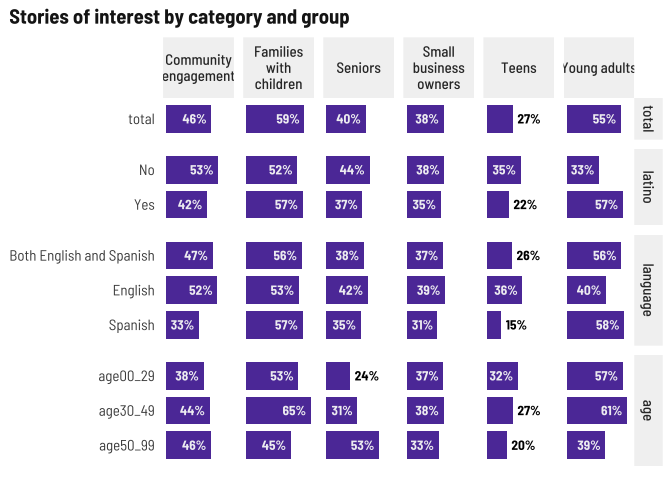 Stories of interest by category and group
Community engagement
Families with children
Seniors
Small business owners
Teens
Young adults
total 46% 59% 40% 38% 27% 55% total
No 53% 52% 44% 38% 35% 33% latino
Yes 42% 57% 37% 35% 22% 57%
Both English and Spanish 47% 56% 38% 37% 26% 56% language
English 52% 53% 42% 39% 36% 40%
Spanish 33% 57% 35% 31% 15% 58%
age00_29 38% 53% 24% 37% 32% 57% age
age30_49 44% 65% 31% 38% 27% 61%
age50_99 46% 45% 53% 33% 20% 39%